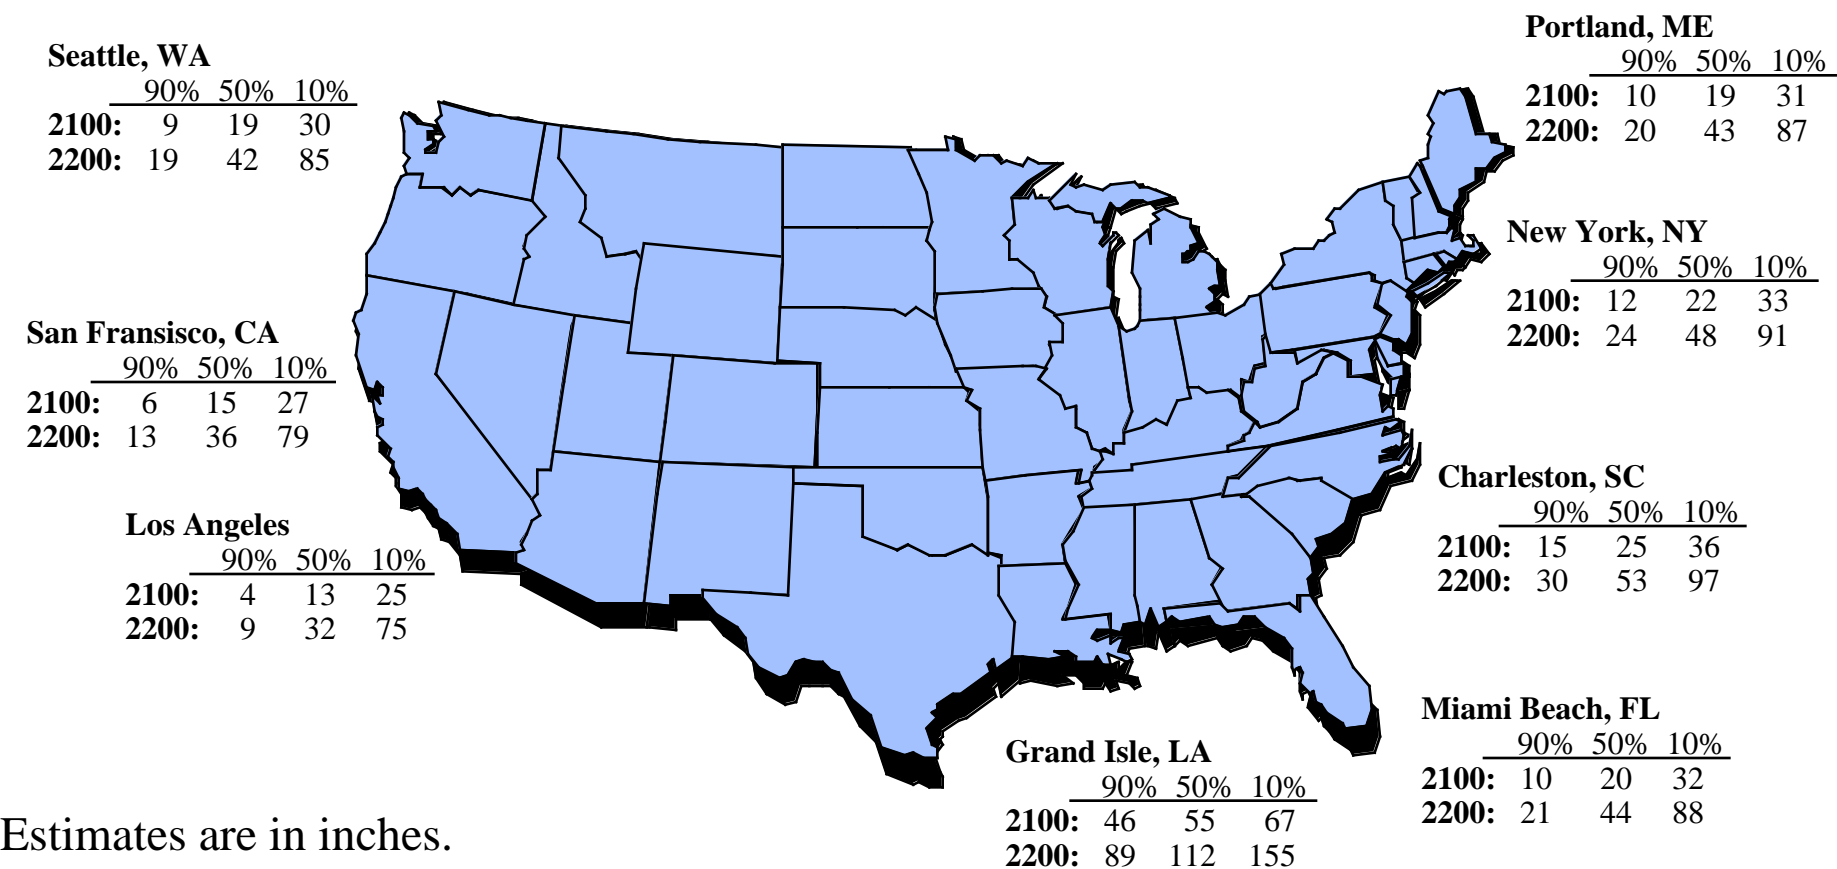 Seattle, WA
90% 50% 10%
2100: 9 19 30
2200: 19 42 85
Portland, ME
90% 50% 10%
2100: 10 19 31
2200: 20 43 87
New York, NY
90% 50% 10%
2100: 12 22 33
2200: 24 48 91
San Fransisco, CA
90% 50% 10%
2100: 6 15 27
2200: 13 36 79
Charleston, SC
90% 50% 10%
2100: 15 25 36
2200: 30 53 97
Los Angeles
90% 50% 10%
2100: 4 13 25
2200: 9 32 75
Miami Beach, FL
90% 50% 10%
2100: 10 20 32
2200: 21 44 88
Grand Isle, LA
90% 50% 10%
2100: 46 55 67
2200: 89 112 155
Estimates are in inches.